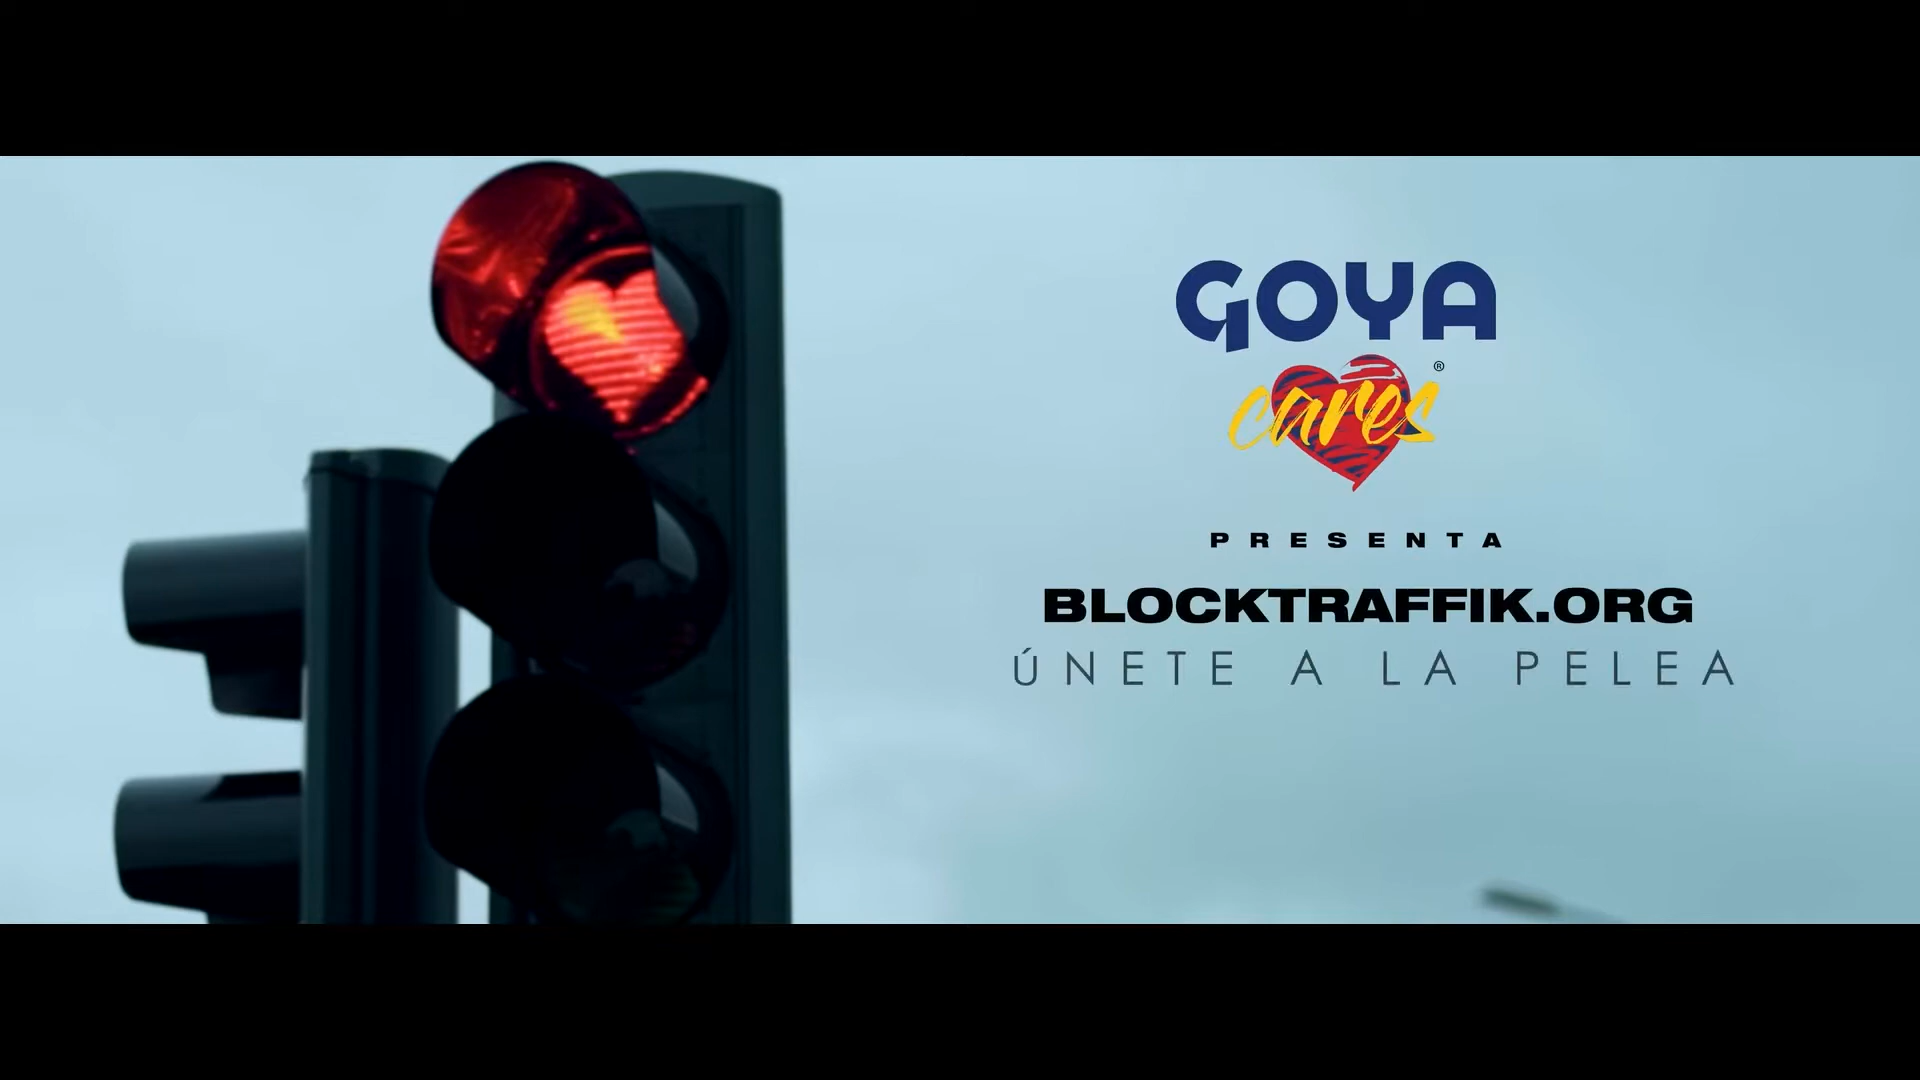 GOYA
cares ®
PRESENTA
BLOCKTRAFFIK.ORG
ÚNETE A LA PELEA